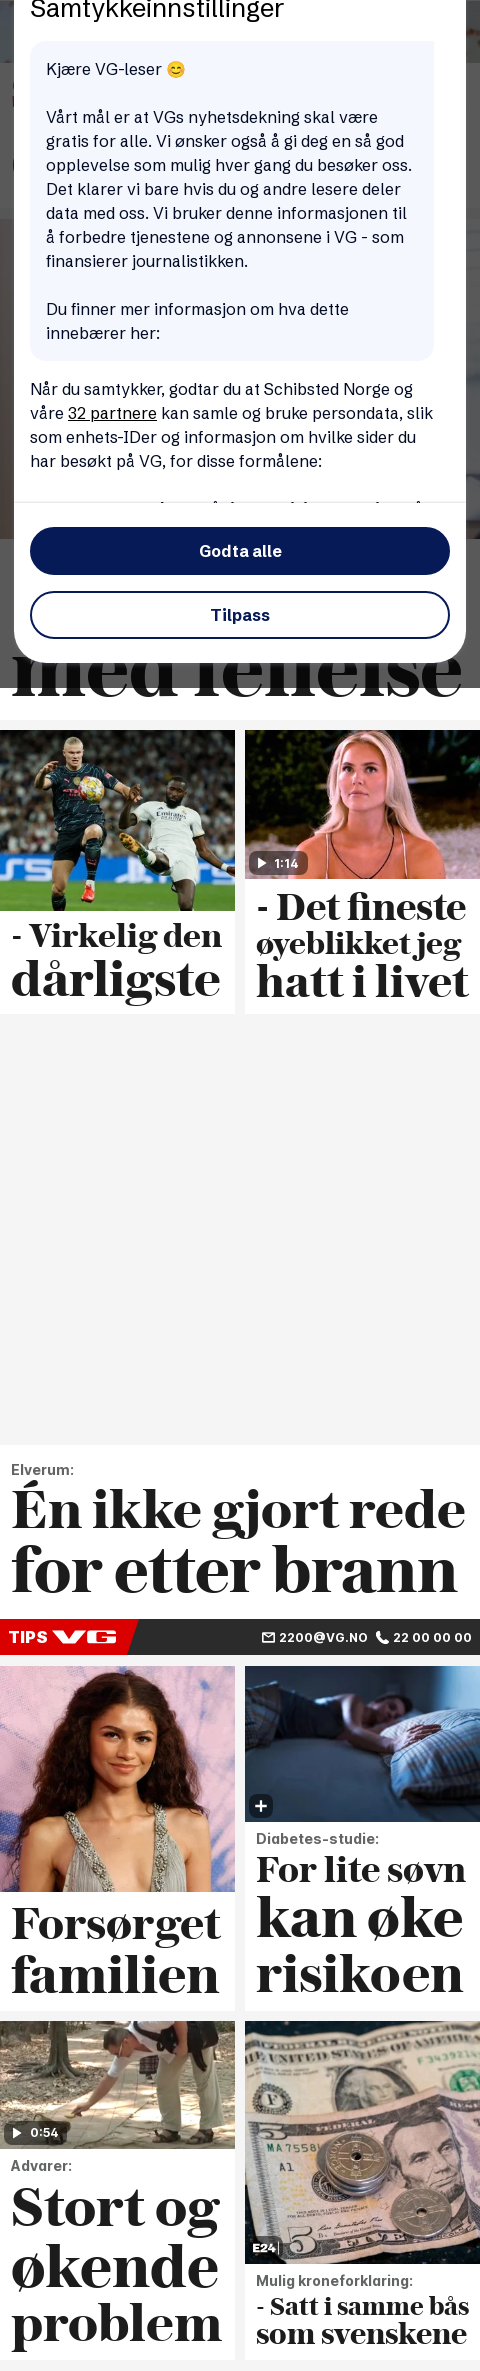 Samtykkeinnstillinger
Kjære VG-leser 😊
Vårt mål er at VGs nyhetsdekning skal være
gratis for alle. Vi ønsker også å gi deg en så god
opplevelse som mulig hver gang du besøker oss.
Det klarer vi bare hvis du og andre lesere deler
data med oss. Vi bruker denne informasjonen til
å forbedre tjenestene og annonsene i VG - som
finansierer journalistikken.
Du finner mer informasjon om hva dette
innebærer her:
Når du samtykker, godtar du at Schibsted Norge og
våre 32 partnere kan samle og bruke persondata, slik
som enhets-IDer og informasjon om hvilke sider du
har besøkt på VG, for disse formålene:
Godta alle
Tilpass
med lettelse
1:14
- Virkelig den
dårligste
- Det fineste
øyeblikket jeg
hatt i livet
Elverum:
Én ikke gjort rede
for etter brann
TIPS VG
2200@VG.NO 22 00 00 00
Forsørget
familien
Diabetes-studie:
For lite søvn
kan øke
risikoen
0:54
Advarer:
Stort og
økende
problem
E24
Mulig kroneforklaring:
- Satt i samme bås
som svenskene